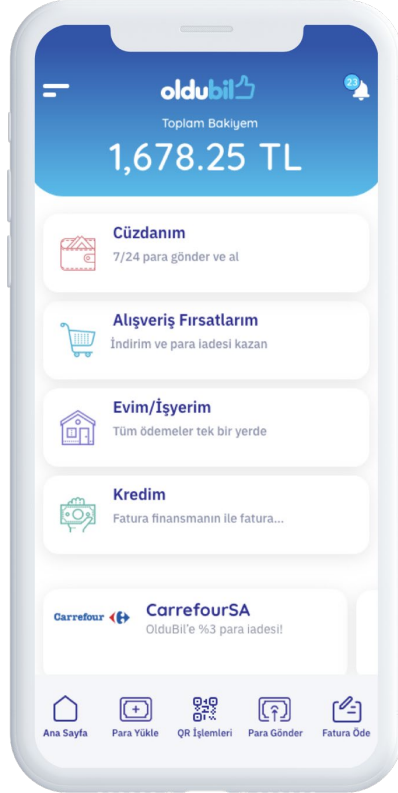 oldubil
23
Toplam Bakiyem
1,678.25 TL
Cüzdanım
7/24 para gönder ve al
Alışveriş Fırsatlarım
İndirim ve para iadesi kazan
Evim/İşyerim
Tüm ödemeler tek bir yerde
Kredim
Fatura finansmanın ile fatura...
Carrefour
CarrefourSA
OlduBil'e %3 para iadesi!
Ana Sayfa
Para Yükle
QR İşlemleri
Para Gönder
Fatura Öde